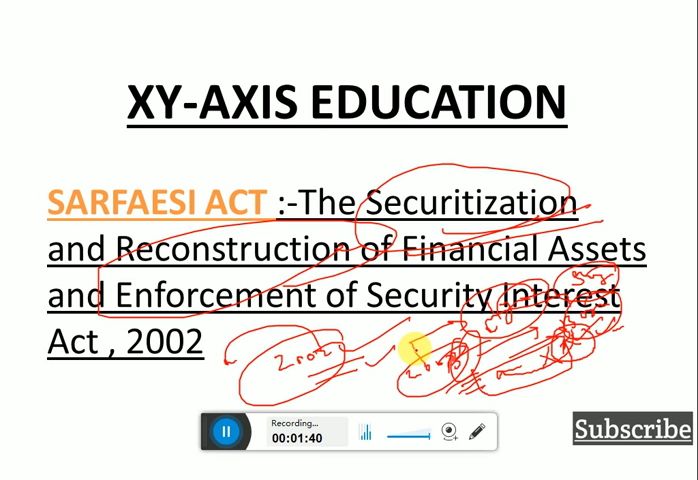 XY-AXIS EDUCATION
SARFAESI ACT :-The Securitization
and Reconstruction of Financial Assets
and Enforcement of Security Interest
Act , 2002
2002
Recording...
00:01:40
Subscribe